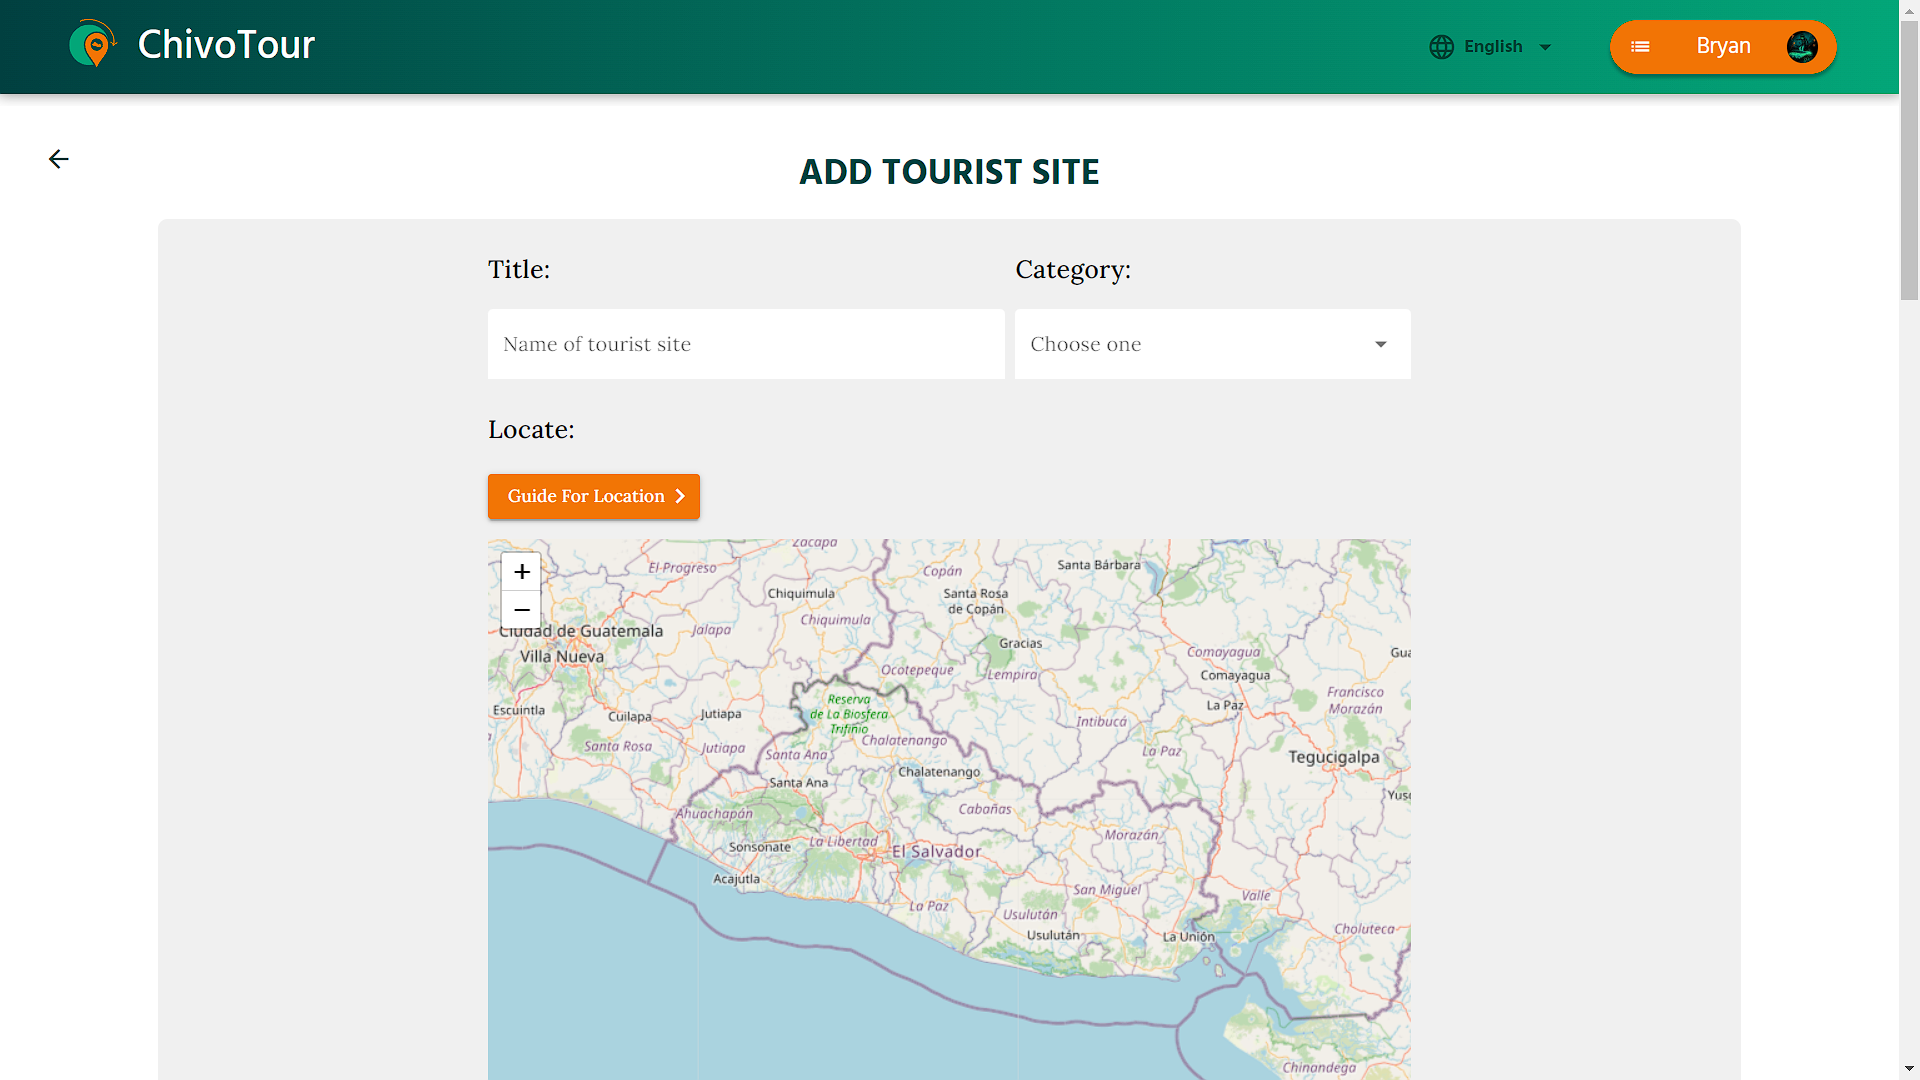 ChivoTour
English
Bryan
ADD TOURIST SITE
Title:
Category:
Name of tourist site
Choose one
Locate:
Guide For Location
+
−
Zacapa
El Progreso
Copán
Santa Bárbara
Chiquimula
Santa Rosa
de Copán
Chiquimula
Ciudad de Guatemala
Jalapa
Gracias
Villa Nueva
Comayagua
Gua
Ocotepeque
Lempira
Comayagua
Francisco
Morazán
Reserva
de La Biosfera
Trifinio
La Paz
Escuintla
Cuilapa
Jutiapa
Intibucá
Santa Rosa
Jutiapa
Santa Ana
Chalatenango
La Paz
Tegucigalpa
Chalatenango
Santa Ana
Yusc
Ahuachapán
Cabañas
Morazán
Sonsonate
La Libertad
El Salvador
Acajutla
San Miguel
Valle
La Paz
Usulután
Usulután
La Unión
Choluteca
Chinandega